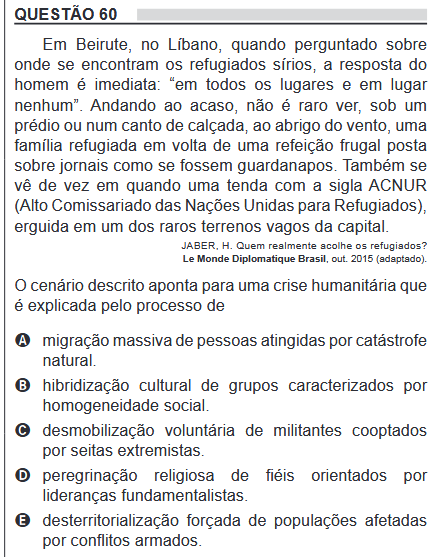 QUESTÃO 60
Em Beirute, no Líbano, quando perguntado sobre
onde se encontram os refugiados sírios, a resposta do
homem é imediata: “em todos os lugares e em lugar
nenhum”. Andando ao acaso, não é raro ver, sob um
prédio ou num canto de calçada, ao abrigo do vento, uma
família refugiada em volta de uma refeição frugal posta
sobre jornais como se fossem guardanapos. Também se
vê de vez em quando uma tenda com a sigla ACNUR
(Alto Comissariado das Nações Unidas para Refugiados),
erguida em um dos raros terrenos vagos da capital.
JABER, H. Quem realmente acolhe os refugiados?
Le Monde Diplomatique Brasil, out. 2015 (adaptado).
O cenário descrito aponta para uma crise humanitária que
é explicada pelo processo de
A migração massiva de pessoas atingidas por catástrofe
natural.
B hibridização cultural de grupos caracterizados por
homogeneidade social.
C desmobilização voluntária de militantes cooptados
por seitas extremistas.
D peregrinação religiosa de fiéis orientados por
lideranças fundamentalistas.
E desterritorialização forçada de populações afetadas
por conflitos armados.